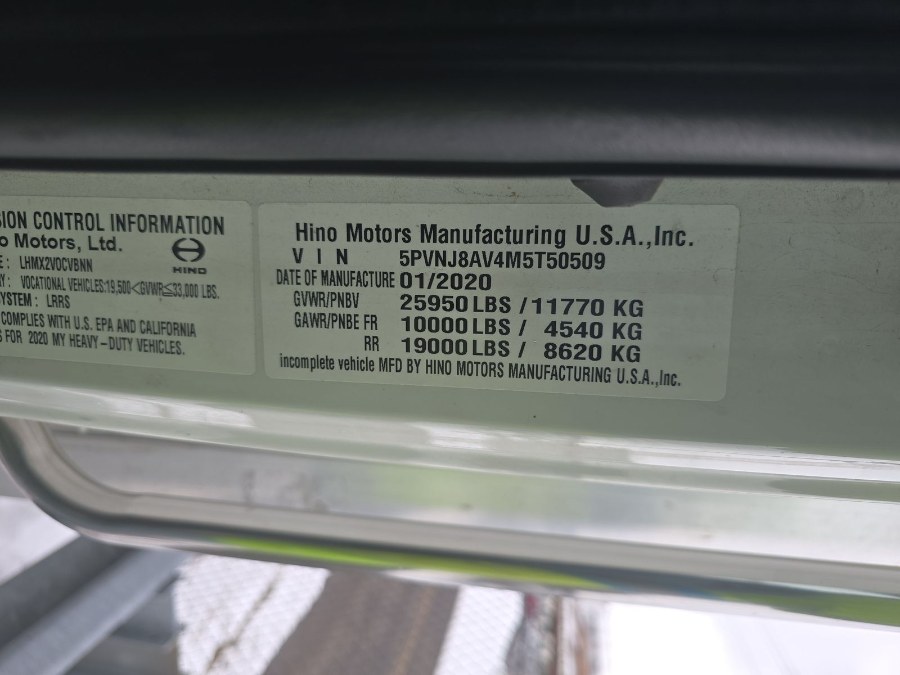 SION CONTROL INFORMATION
o Motors, Ltd.
: LHMX2VOCVBNN
HINO
Y: VOCATIONAL VEHICLES:19,500<GVWR≤33,000 LBS.
YSTEM : LRRS
COMPLIES WITH U.S. EPA AND CALIFORNIA
S FOR 2020 MY HEAVY-DUTY VEHICLES.
Hino Motors Manufacturing U.S.A.,Inc.
V I N 5PVNJ8AV4M5T50509
DATE OF MANUFACTURE 01/2020
GVWR/PNBV 25950 LBS / 11770 KG
GAWR/PNBE FR 10000 LBS / 4540 KG
RR 19000 LBS / 8620 KG
incomplete vehicle MFD BY HINO MOTORS MANUFACTURING U.S.A.,Inc.